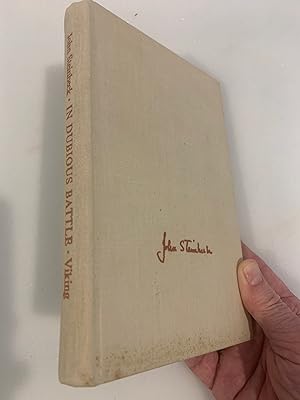 John Steinbeck · IN DUBIOUS BATTLE · Viking
John Steinbeck